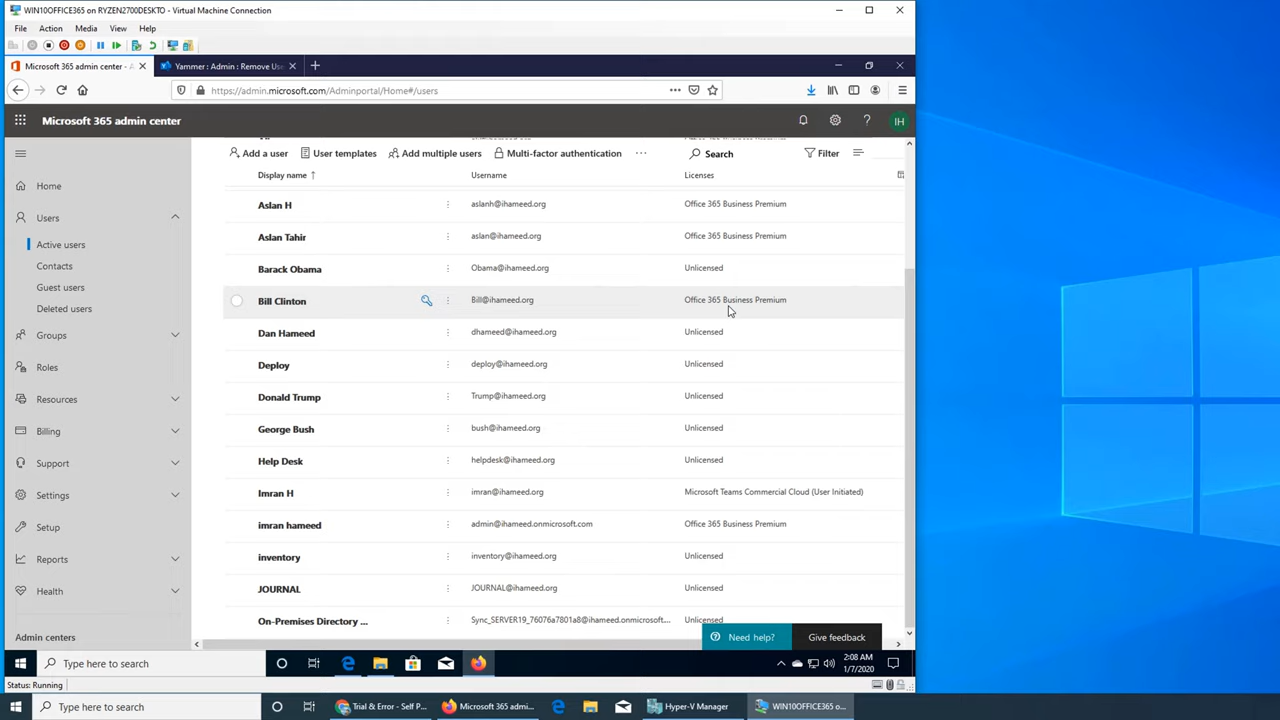 WIN10OFFICE365 on RYZEN2700DESKTO - Virtual Machine Connection
File Action Media View Help
Microsoft 365 admin center - A
Yammer : Admin : Remove Use
https://admin.microsoft.com/Adminportal/Home#/users
Microsoft 365 admin center
IH
Add a user User templates Add multiple users Multi-factor authentication Search Filter
Display name ↑ Username Licenses
Aslan H aslanh@ihameed.org Office 365 Business Premium
Aslan Tahir aslan@ihameed.org Office 365 Business Premium
Barack Obama Obama@ihameed.org Unlicensed
Bill Clinton Bill@ihameed.org Office 365 Business Premium
Dan Hameed dhameed@ihameed.org Unlicensed
Deploy deploy@ihameed.org Unlicensed
Donald Trump Trump@ihameed.org Unlicensed
George Bush bush@ihameed.org Unlicensed
Help Desk helpdesk@ihameed.org Unlicensed
Imran H imran@ihameed.org Microsoft Teams Commercial Cloud (User Initiated)
imran hameed admin@ihameed.onmicrosoft.com Office 365 Business Premium
inventory inventory@ihameed.org Unlicensed
JOURNAL JOURNAL@ihameed.org Unlicensed
On-Premises Directory ... Sync_SERVER19_76076a7801a8@ihameed.onmicrosoft... Unlicensed
Home
Users
Active users
Contacts
Guest users
Deleted users
Groups
Roles
Resources
Billing
Support
Settings
Setup
Reports
Health
Admin centers
Need help? Give feedback
Type here to search
2:08 AM
1/7/2020
Status: Running
Type here to search
Trial & Error - Self P...
Microsoft 365 admi...
Hyper-V Manager
WIN10OFFICE365 o...